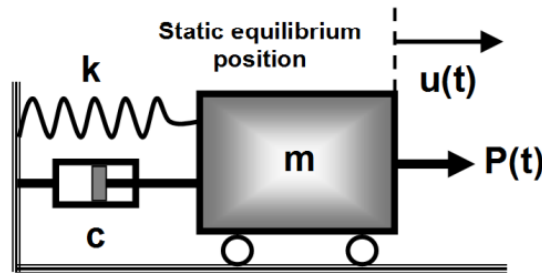 Static equilibrium
position
k
u(t)
m
P(t)
c